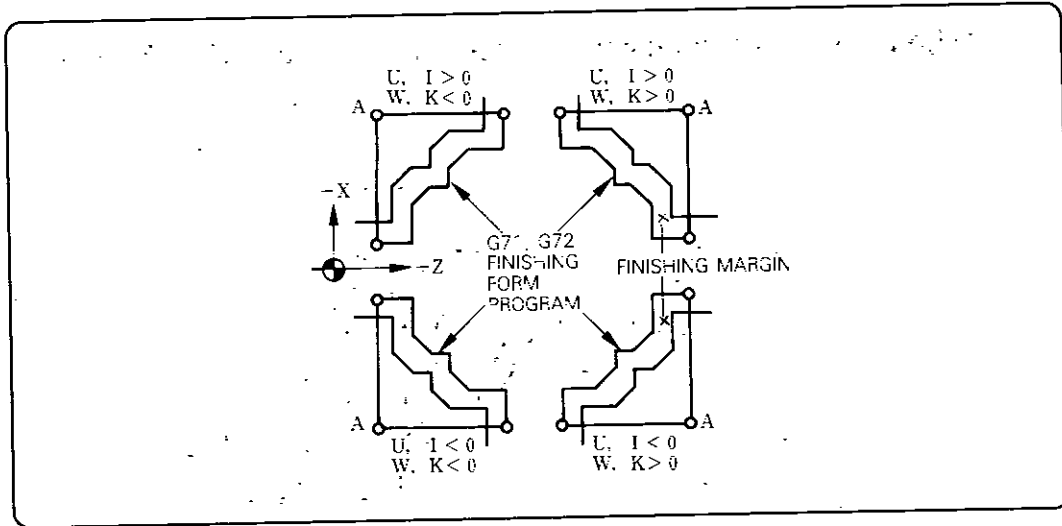 U, I > 0
W, K < 0
A
U, I > 0
W, K > 0
A
-X
-Z
G71, G72
FINISHING
FORM
PROGRAM
FINISHING MARGIN
A
U, I < 0
W, K < 0
U, I < 0
W, K > 0
A